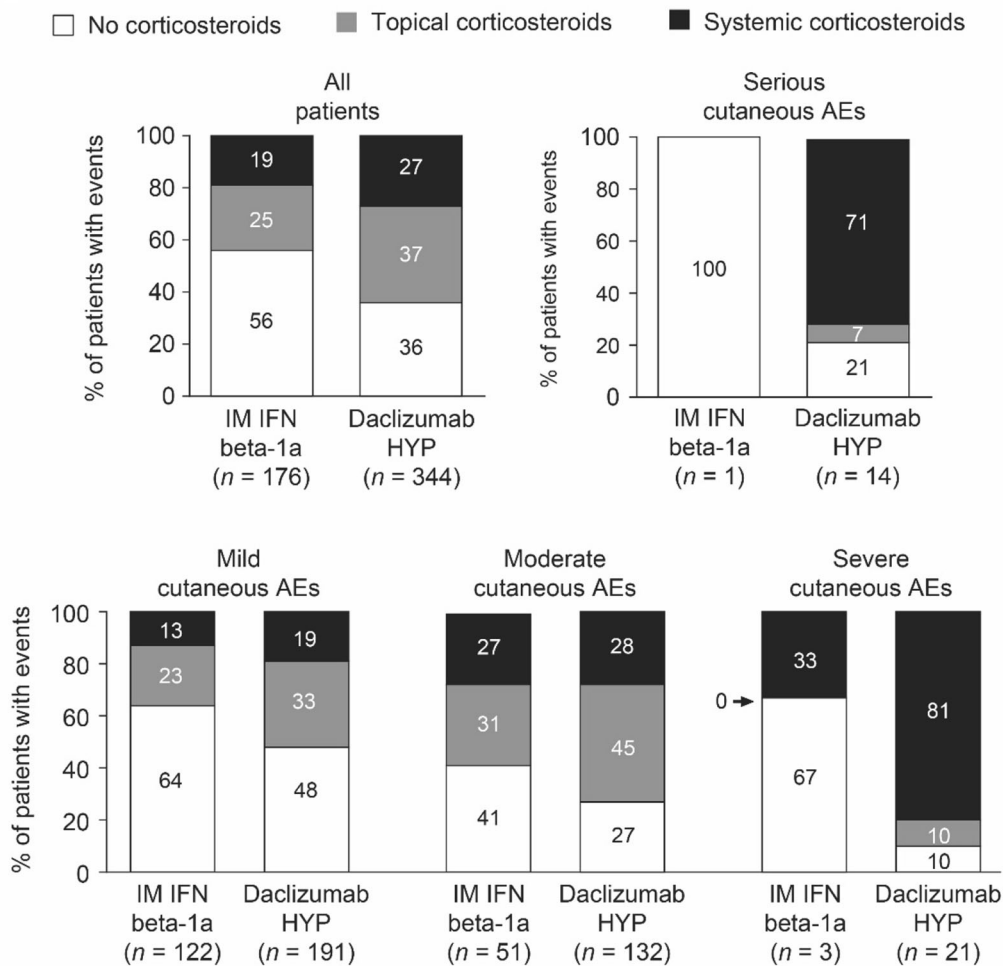 No corticosteroids Topical corticosteroids Systemic corticosteroids
All
patients
% of patients with events
100
80
60
40
20
0
19
25
56
27
37
36
IM IFN
beta-1a
(n = 176)
Daclizumab
HYP
(n = 344)
Serious
cutaneous AEs
% of patients with events
100
80
60
40
20
0
100
71
7
21
IM IFN
beta-1a
(n = 1)
Daclizumab
HYP
(n = 14)
Mild
cutaneous AEs
% of patients with events
100
80
60
40
20
0
13
23
64
19
33
48
IM IFN
beta-1a
(n = 122)
Daclizumab
HYP
(n = 191)
Moderate
cutaneous AEs
27
31
41
28
45
27
IM IFN
beta-1a
(n = 51)
Daclizumab
HYP
(n = 132)
Severe
cutaneous AEs
33
0
67
81
10
10
IM IFN
beta-1a
(n = 3)
Daclizumab
HYP
(n = 21)